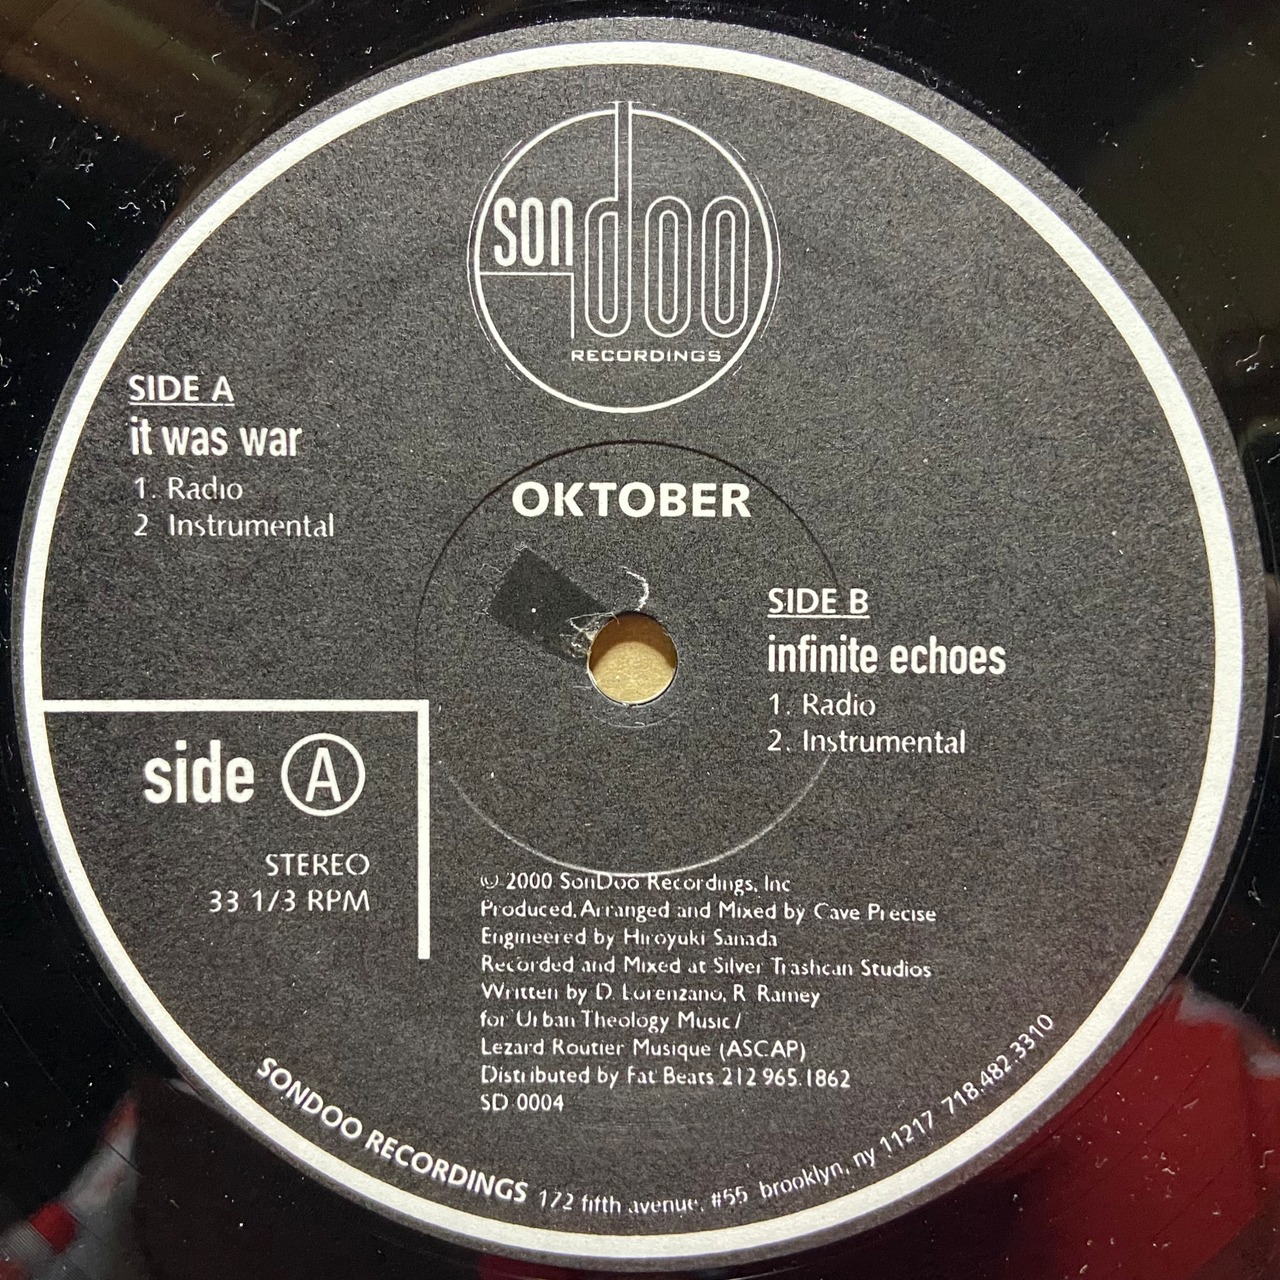 son doo
RECORDINGS
SIDE A
it was war
1. Radio
2 Instrumental
OKTOBER
SIDE B
infinite echoes
1. Radio
2. Instrumental
side A
STEREO
33 1/3 RPM
© 2000 SonDoo Recordings, Inc
Produced, Arranged and Mixed by Cave Precise
Engineered by Hiroyuki Sanada
Recorded and Mixed at Silver Trashcan Studios
Written by D. Lorenzano, R. Ramey
for Urban Theology Music /
Lezard Routier Musique (ASCAP)
Distributed by Fat Beats 212 965.1862
SD 0004
SONDOO RECORDINGS 172 fifth avenue, #55 brooklyn, ny 11217 718.482.3310